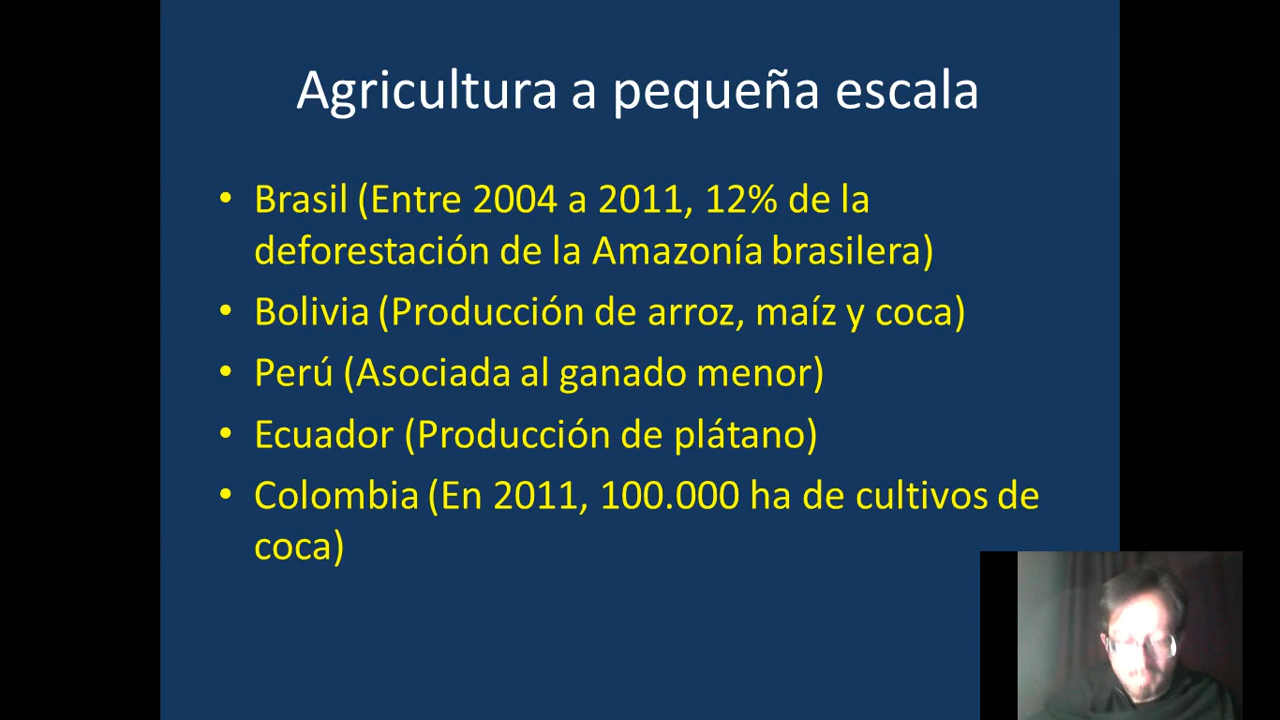 Agricultura a pequeña escala
• Brasil (Entre 2004 a 2011, 12% de la
deforestación de la Amazonía brasilera)
• Bolivia (Producción de arroz, maíz y coca)
• Perú (Asociada al ganado menor)
• Ecuador (Producción de plátano)
• Colombia (En 2011, 100.000 ha de cultivos de
coca)